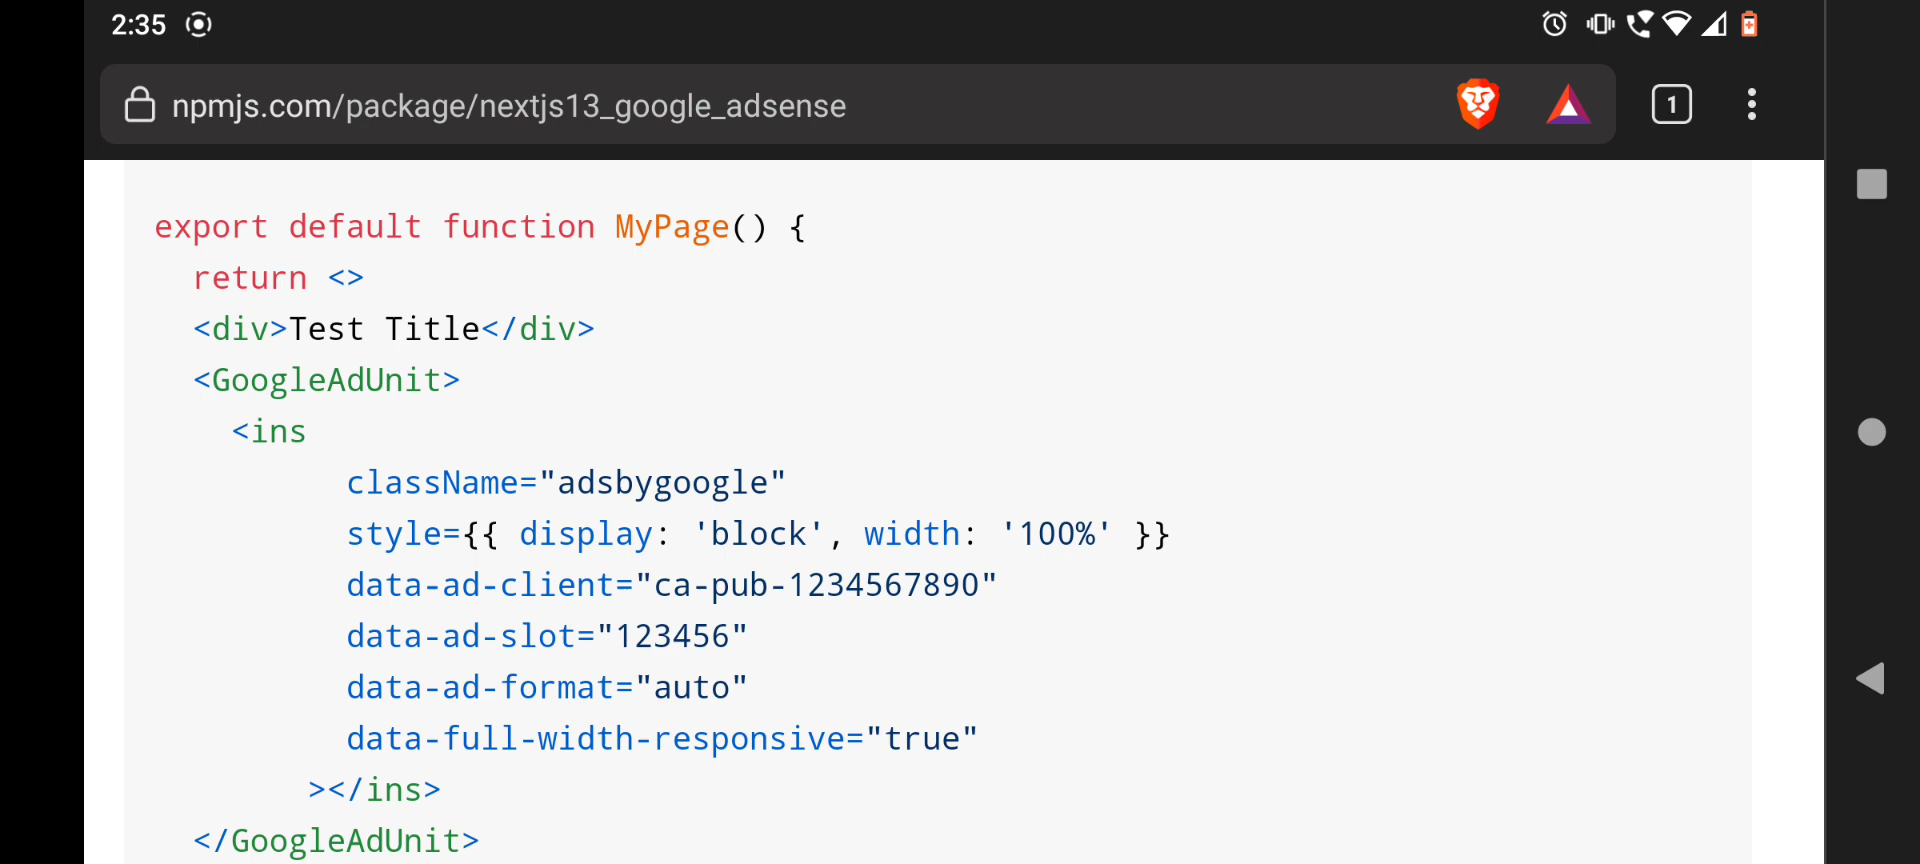 2:35
npmjs.com/package/nextjs13_google_adsense
1
export default function MyPage() {
return <>
<div>Test Title</div>
<GoogleAdUnit>
<ins
className="adsbygoogle"
style={{ display: 'block', width: '100%' }}
data-ad-client="ca-pub-1234567890"
data-ad-slot="123456"
data-ad-format="auto"
data-full-width-responsive="true"
></ins>
</GoogleAdUnit>